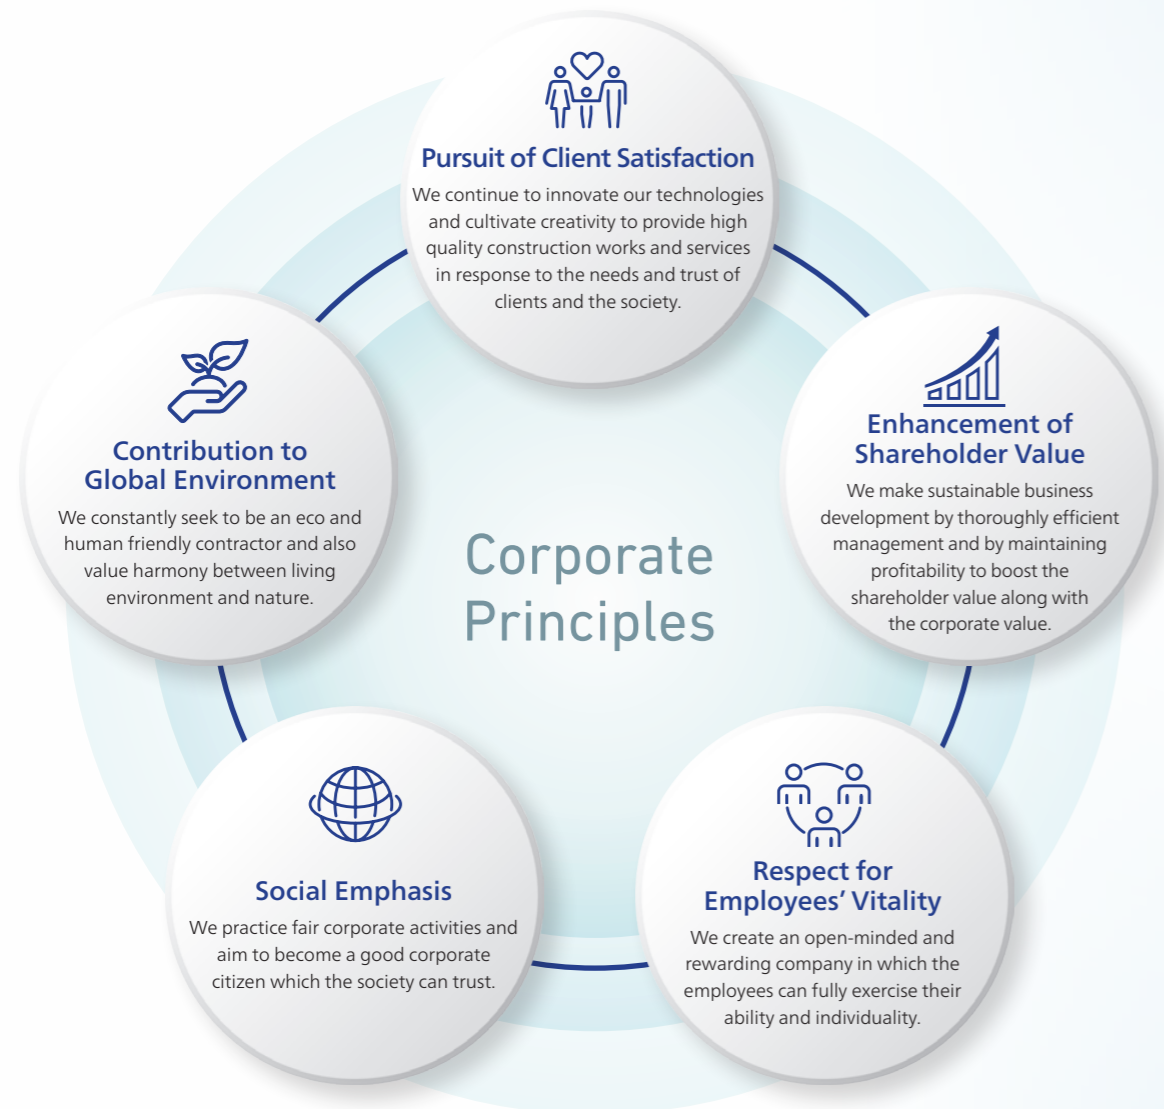 Pursuit of Client Satisfaction
We continue to innovate our technologies
and cultivate creativity to provide high
quality construction works and services
in response to the needs and trust of
clients and the society.
Enhancement of
Shareholder Value
We make sustainable business
development by thoroughly efficient
management and by maintaining
profitability to boost the
shareholder value along with
the corporate value.
Contribution to
Global Environment
We constantly seek to be an eco and
human friendly contractor and also
value harmony between living
environment and nature.
Corporate
Principles
Social Emphasis
We practice fair corporate activities and
aim to become a good corporate
citizen which the society can trust.
Respect for
Employees’ Vitality
We create an open-minded and
rewarding company in which the
employees can fully exercise their
ability and individuality.